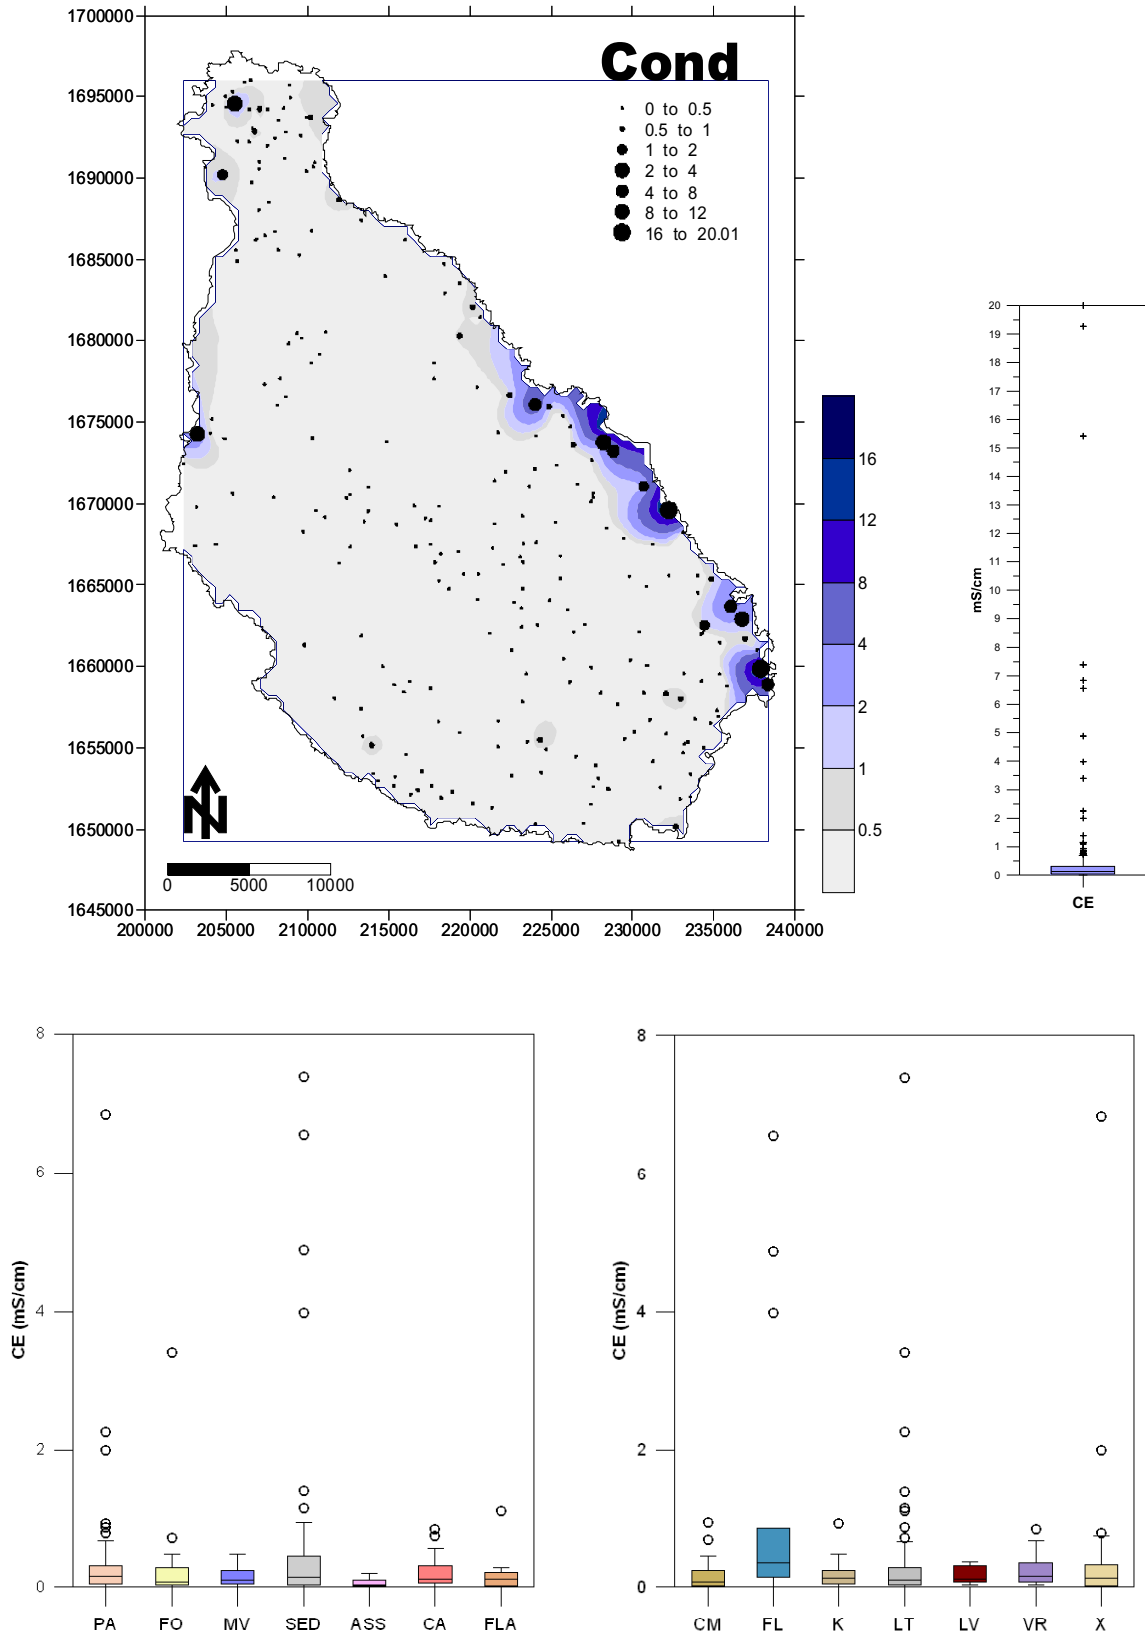 Cond
1700000
1695000
1690000
1685000
1680000
1675000
1670000
1665000
1660000
1655000
1650000
1645000
200000 205000 210000 215000 220000 225000 230000 235000 240000
0 to 0.5
0.5 to 1
1 to 2
2 to 4
4 to 8
8 to 12
16 to 20.01
N
0 5000 10000
16
12
8
4
2
1
0.5
20
19
18
17
16
15
14
13
12
11
10
9
8
7
6
5
4
3
2
1
0
mS/cm
CE
8
6
4
2
0
CE (mS/cm)
PA FO MV SED ASS CA FLA
8
6
4
2
0
CE (mS/cm)
CM FL K LT LV VR X